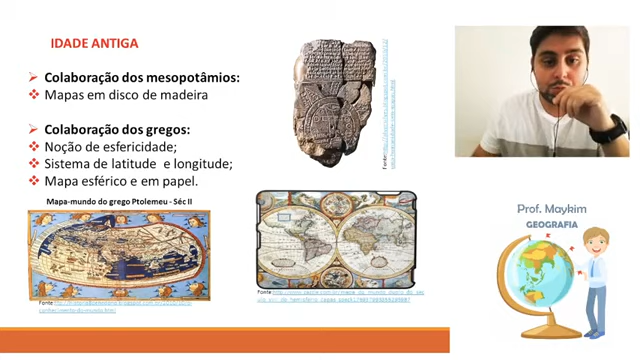 IDADE ANTIGA
Colaboração dos mesopotâmios:
Mapas em disco de madeira
Colaboração dos gregos:
Noção de esfericidade;
Sistema de latitude e longitude;
Mapa esférico e em papel.
Mapa-mundo do grego Ptolemeu - Séc II
Fonte
Fonte:
Fonte
Prof. Maykim
GEOGRAFIA